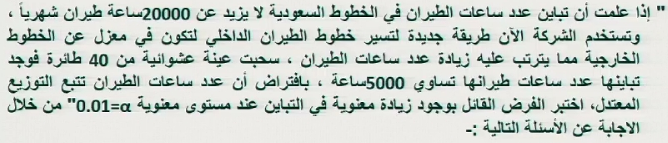 " إذا علمت أن تباين عدد ساعات الطيران في الخطوط السعودية لا يزيد عن 20000ساعة طيران شهرياً ،
وتستخدم الشركة الآن طريقة جديدة لتسير خطوط الطيران الداخلي لتكون في معزل عن الخطوط
الخارجية مما يترتب عليه زيادة عدد ساعات الطيران ، سحبت عينة عشوائية من 40 طائرة فوجد
تباينها عدد ساعات طيرانها تساوي 5000ساعة ، بافتراض أن عدد ساعات الطيران تتبع التوزيع
المعتدل، اختبر الفرض القائل بوجود زيادة معنوية في التباين عند مستوى معنوية α=0.01" من خلال
الاجابة عن الأسئلة التالية :-